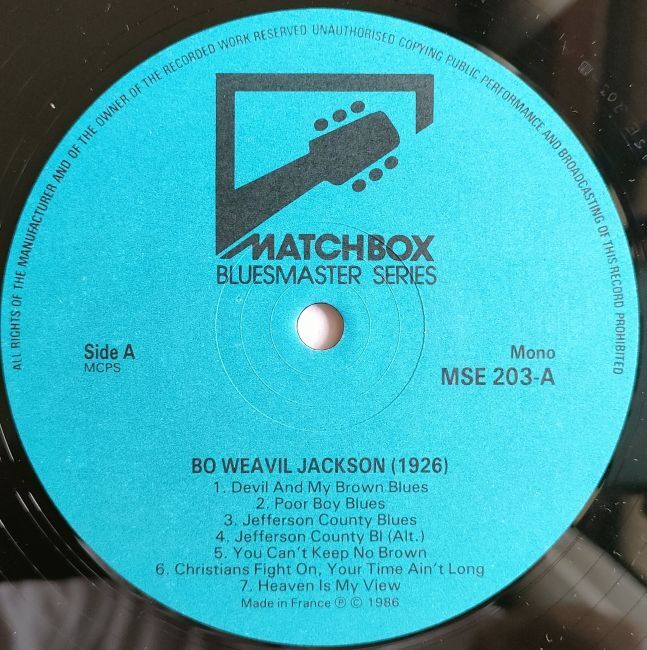 ALL RIGHTS OF THE MANUFACTURER AND OF THE OWNER OF THE RECORDED WORK RESERVED UNAUTHORISED COPYING PUBLIC PERFORMANCE AND BROADCASTING OF THIS RECORD PROHIBITED
MATCHBOX
BLUESMASTER SERIES
Side A
MCPS
Mono
MSE 203-A
BO WEAVIL JACKSON (1926)
1. Devil And My Brown Blues
2. Poor Boy Blues
3. Jefferson County Blues
4. Jefferson County Bl (Alt.)
5. You Can't Keep No Brown
6. Christians Fight On, Your Time Ain't Long
7. Heaven Is My View
Made in France Ⓟ © 1986